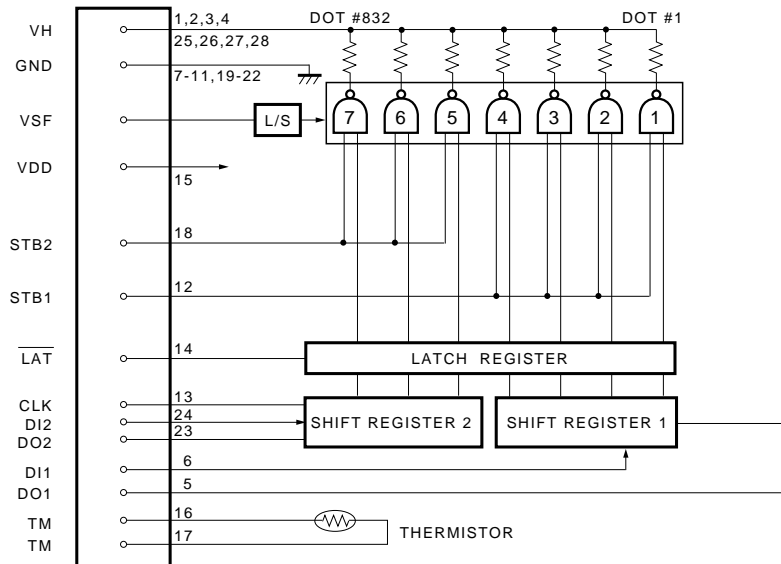 VH
1,2,3,4
25,26,27,28
DOT #832
DOT #1
GND
7-11,19-22
VSF
L/S
7
6
5
4
3
2
1
VDD
15
STB2
18
STB1
12
LAT
14
LATCH REGISTER
CLK
13
DI2
24
DO2
23
SHIFT REGISTER 2
SHIFT REGISTER 1
DI1
6
DO1
5
TM
16
TM
17
THERMISTOR